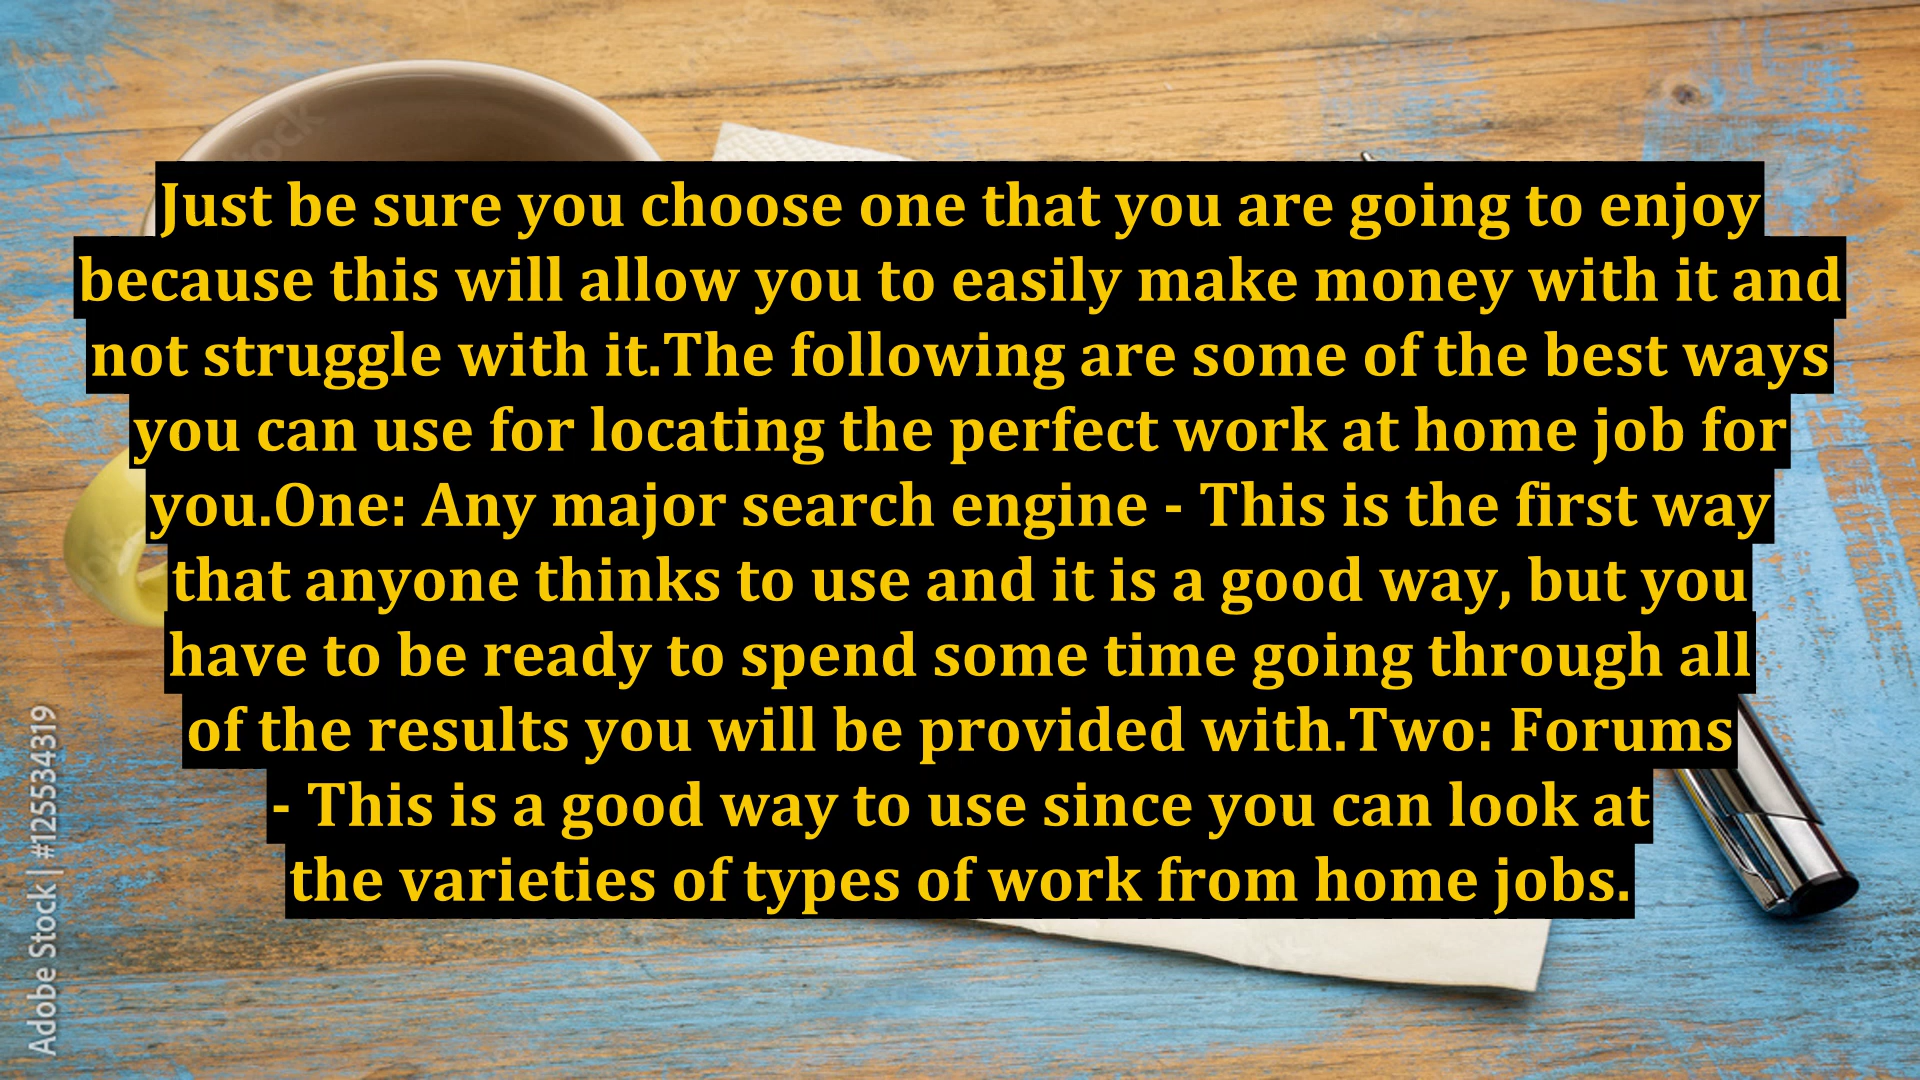 Just be sure you choose one that you are going to enjoy
because this will allow you to easily make money with it and
not struggle with it.The following are some of the best ways
you can use for locating the perfect work at home job for
you.One: Any major search engine - This is the first way
that anyone thinks to use and it is a good way, but you
have to be ready to spend some time going through all
of the results you will be provided with.Two: Forums
- This is a good way to use since you can look at
the varieties of types of work from home jobs.
Adobe Stock | #125534319